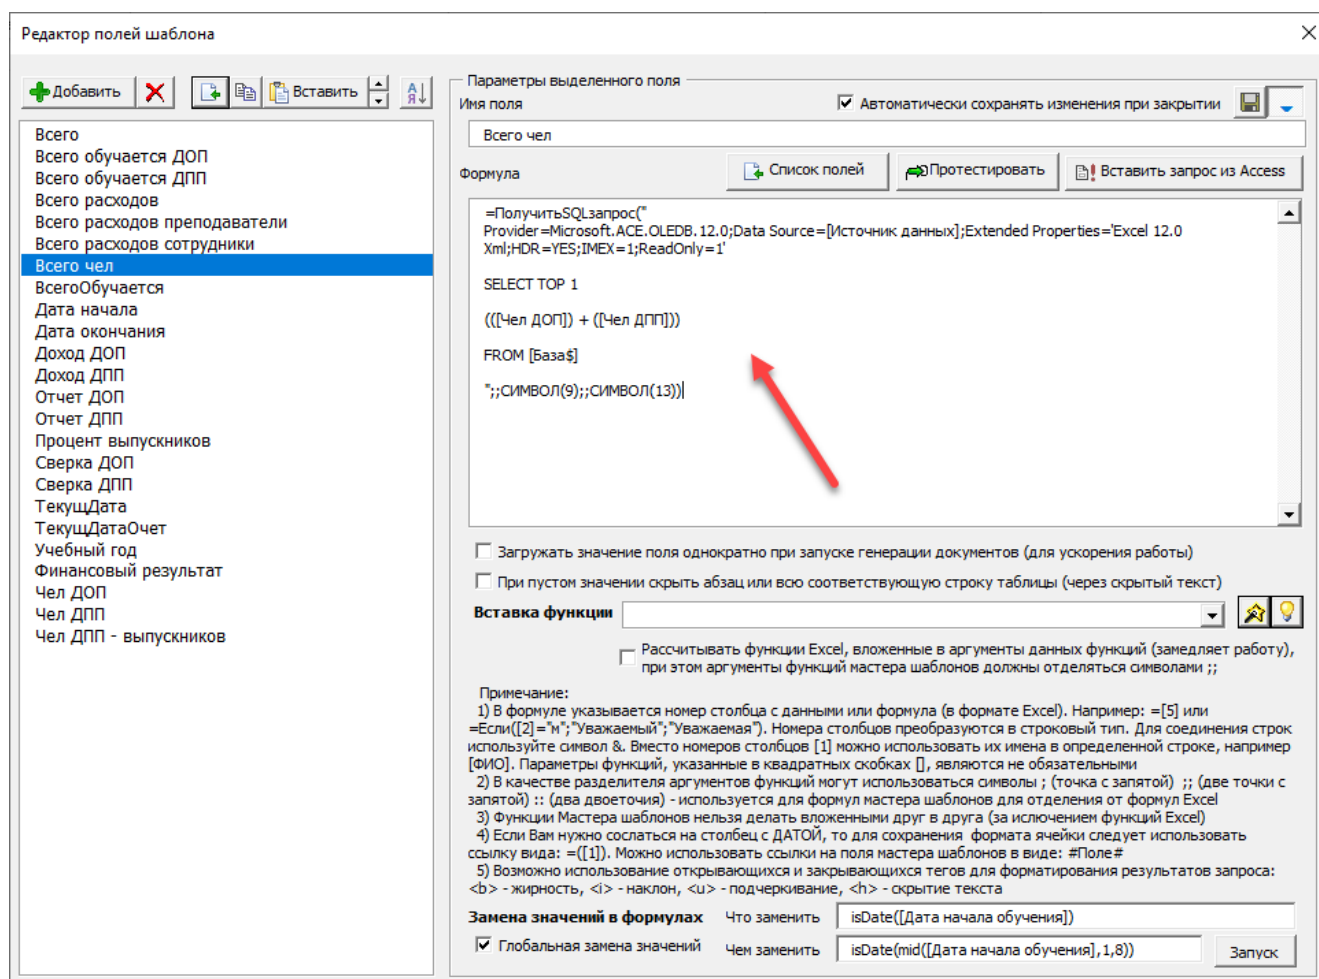 Редактор полей шаблона
Добавить
Вставить
А
Я
Всего
Всего обучается ДОП
Всего обучается ДПП
Всего расходов
Всего расходов преподаватели
Всего расходов сотрудники
Всего чел
ВсегоОбучается
Дата начала
Дата окончания
Доход ДОП
Доход ДПП
Отчет ДОП
Отчет ДПП
Процент выпускников
Сверка ДОП
Сверка ДПП
ТекущДата
ТекущДатаОчет
Учебный год
Финансовый результат
Чел ДОП
Чел ДПП
Чел ДПП - выпускников
Параметры выделенного поля
Имя поля
Автоматически сохранять изменения при закрытии
Всего чел
Формула
Список полей
Протестировать
Вставить запрос из Access
=ПолучитьSQLзапрос("
Provider=Microsoft.ACE.OLEDB.12.0;Data Source=[Источник данных];Extended Properties='Excel 12.0
Xml;HDR=YES;IMEX=1;ReadOnly=1'
SELECT TOP 1
(([Чел ДОП]) + ([Чел ДПП]))
FROM [База$]
";;СИМВОЛ(9);;СИМВОЛ(13))
Загружать значение поля однократно при запуске генерации документов (для ускорения работы)
При пустом значении скрыть абзац или всю соответствующую строку таблицы (через скрытый текст)
Вставка функции
Рассчитывать функции Excel, вложенные в аргументы данных функций (замедляет работу),
при этом аргументы функций мастера шаблонов должны отделяться символами ;;
Примечание:
1) В формуле указывается номер столбца с данными или формула (в формате Excel). Например: =[5] или
=Если([2]="м";"Уважаемый";"Уважаемая"). Номера столбцов преобразуются в строковый тип. Для соединения строк
используйте символ &. Вместо номеров столбцов [1] можно использовать их имена в определенной строке, например
[ФИО]. Параметры функций, указанные в квадратных скобках [], являются не обязательными
2) В качестве разделителя аргументов функций могут использоваться символы ; (точка с запятой) ;; (две точки с
запятой) :: (два двоеточия) - используется для формул мастера шаблонов для отделения от формул Excel
3) Функции Мастера шаблонов нельзя делать вложенными друг в друга (за ислючением функций Excel)
4) Если Вам нужно сослаться на столбец с ДАТОЙ, то для сохранения формата ячейки следует использовать
ссылку вида: =([1]). Можно использовать ссылки на поля мастера шаблонов в виде: #Поле#
5) Возможно использование открывающихся и закрывающихся тегов для форматирования результатов запроса:
<b> - жирность, <i> - наклон, <u> - подчеркивание, <h> - скрытие текста
Замена значений в формулах
Что заменить
isDate([Дата начала обучения])
Глобальная замена значений
Чем заменить
isDate(mid([Дата начала обучения],1,8))
Запуск